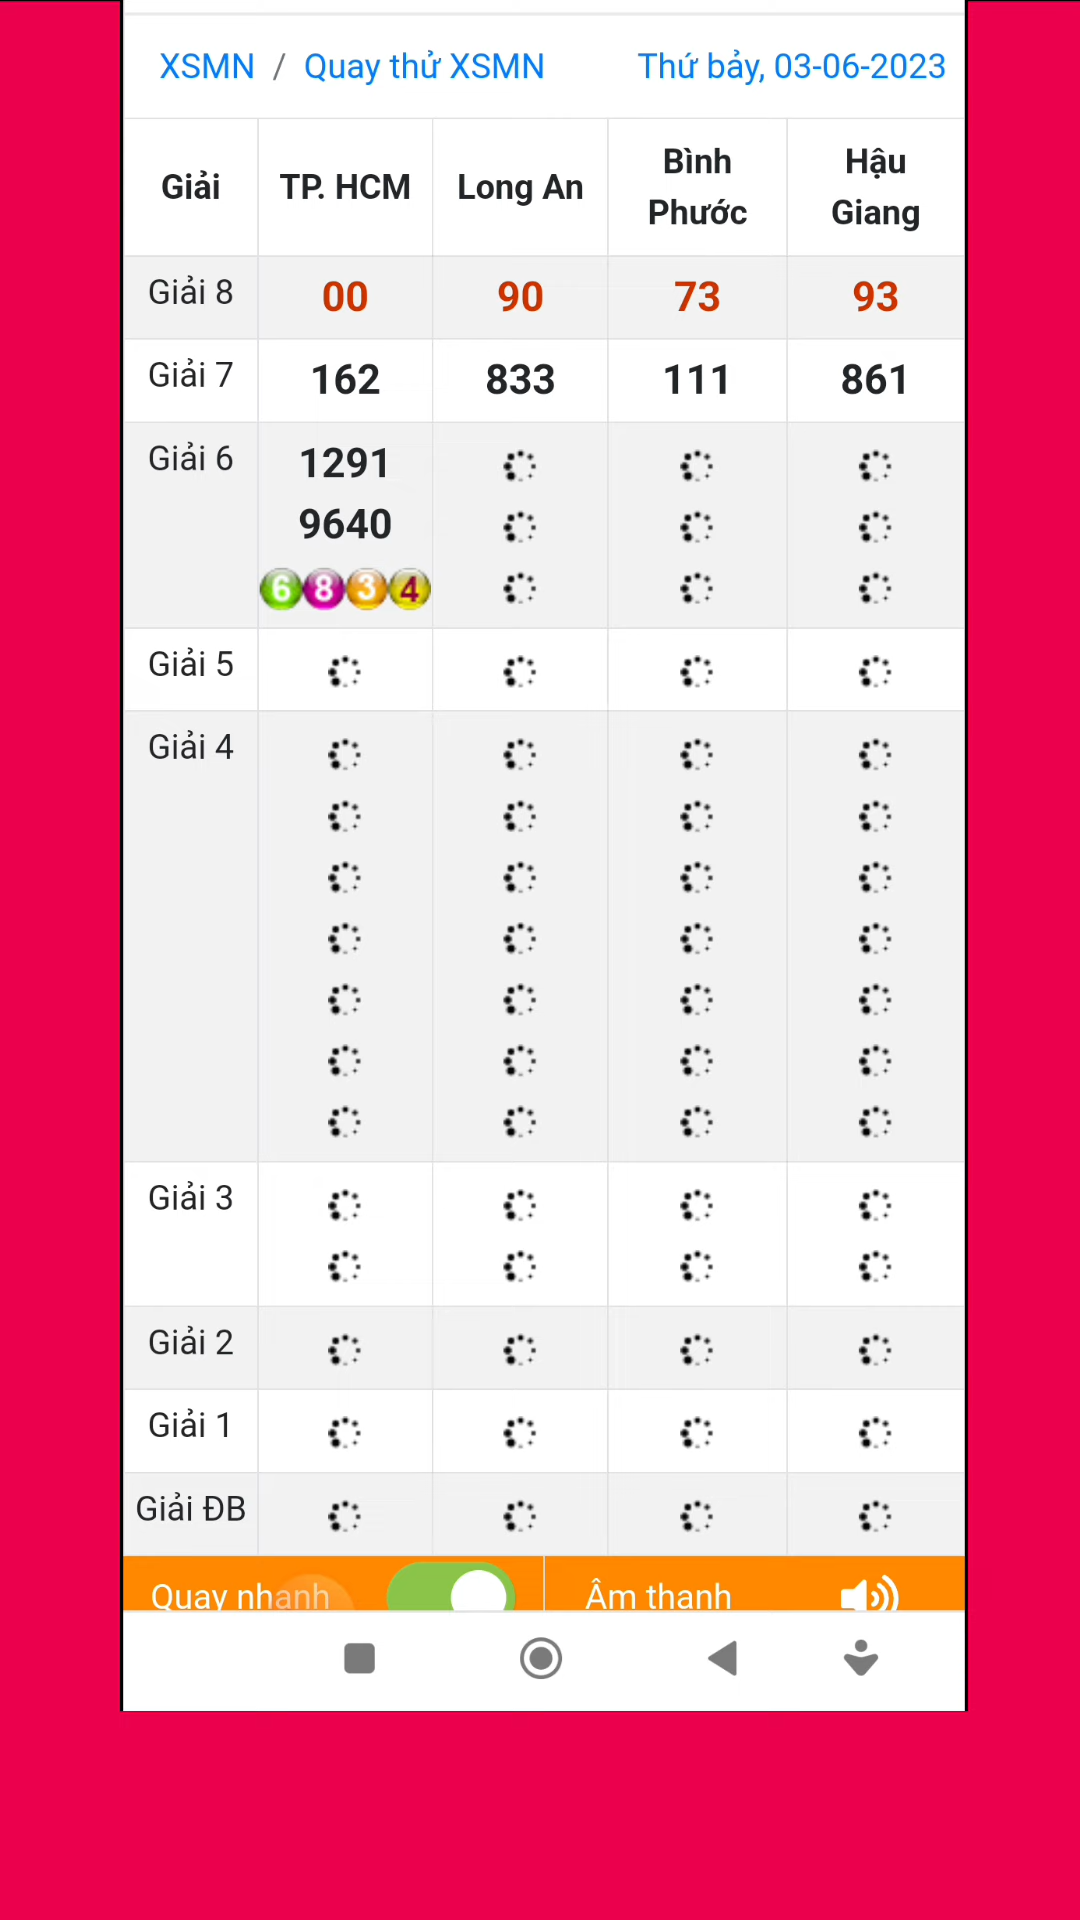 XSMN / Quay thử XSMN Thứ bảy, 03-06-2023
Giải TP. HCM Long An Bình Phước Hậu Giang
Giải 8 00 90 73 93
Giải 7 162 833 111 861
Giải 6 1291
9640
6 8 3 4
Giải 5
Giải 4
Giải 3
Giải 2
Giải 1
Giải ĐB
Quay nhanh Âm thanh